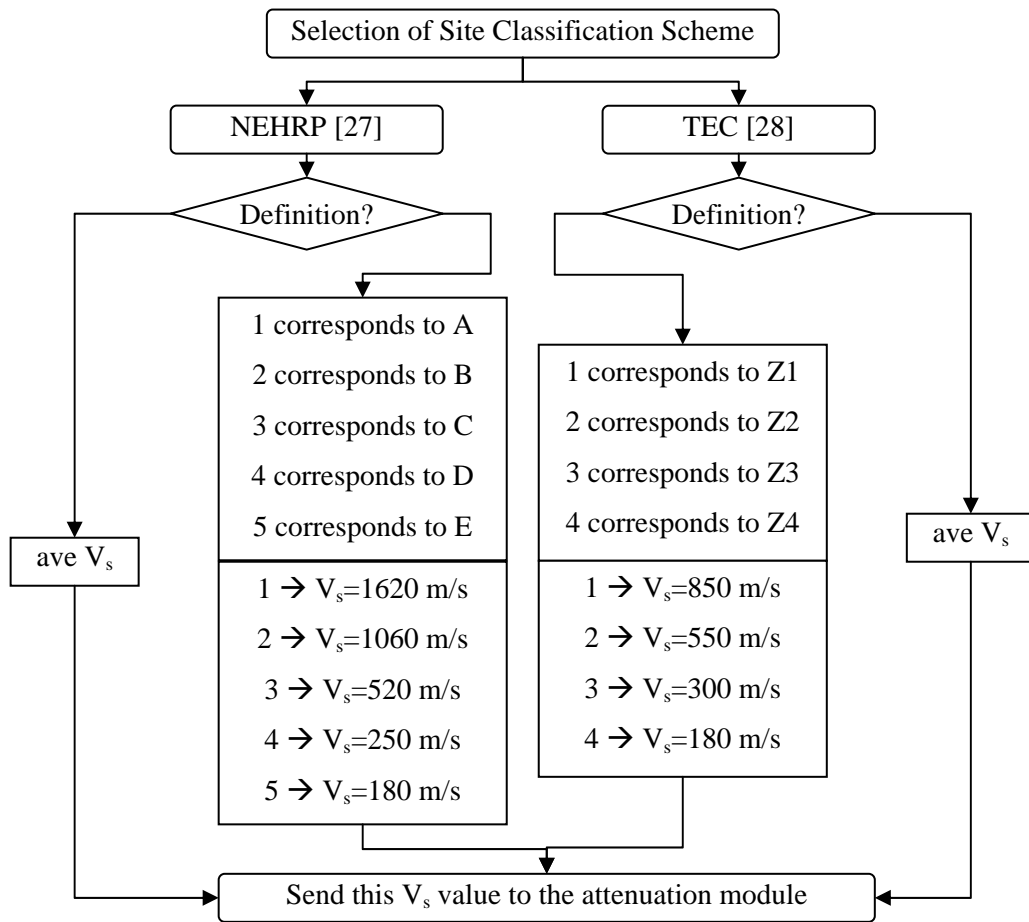 Selection of Site Classification Scheme
NEHRP [27]
TEC [28]
Definition?
Definition?
1 corresponds to A
2 corresponds to B
3 corresponds to C
4 corresponds to D
5 corresponds to E
1 corresponds to Z1
2 corresponds to Z2
3 corresponds to Z3
4 corresponds to Z4
ave Vs
ave Vs
1 → Vs=1620 m/s
2 → Vs=1060 m/s
3 → Vs=520 m/s
4 → Vs=250 m/s
5 → Vs=180 m/s
1 → Vs=850 m/s
2 → Vs=550 m/s
3 → Vs=300 m/s
4 → Vs=180 m/s
Send this Vs value to the attenuation module